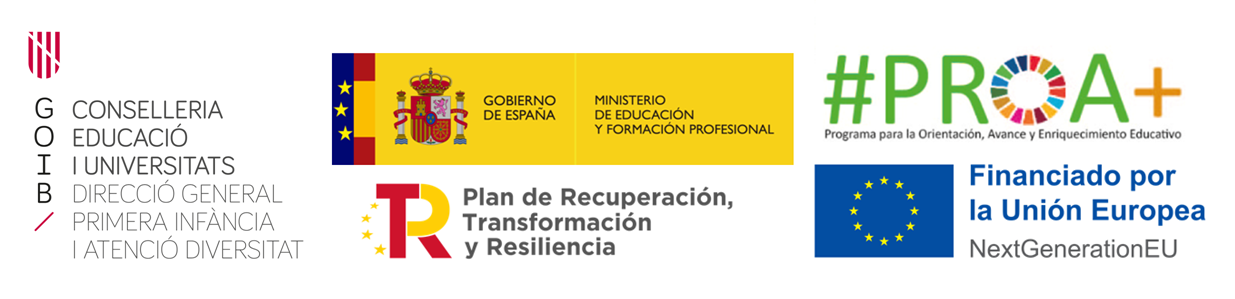 G CONSELLERIA
O EDUCACIÓ
I I UNIVERSITATS
B DIRECCIÓ GENERAL
/ PRIMERA INFÀNCIA
I ATENCIÓ DIVERSITAT
GOBIERNO
DE ESPAÑA
MINISTERIO
DE EDUCACIÓN
Y FORMACIÓN PROFESIONAL
TR
Plan de Recuperación,
Transformación
y Resiliencia
#PROA+
Programa para la Orientación, Avance y Enriquecimiento Educativo
Financiado por
la Unión Europea
NextGenerationEU